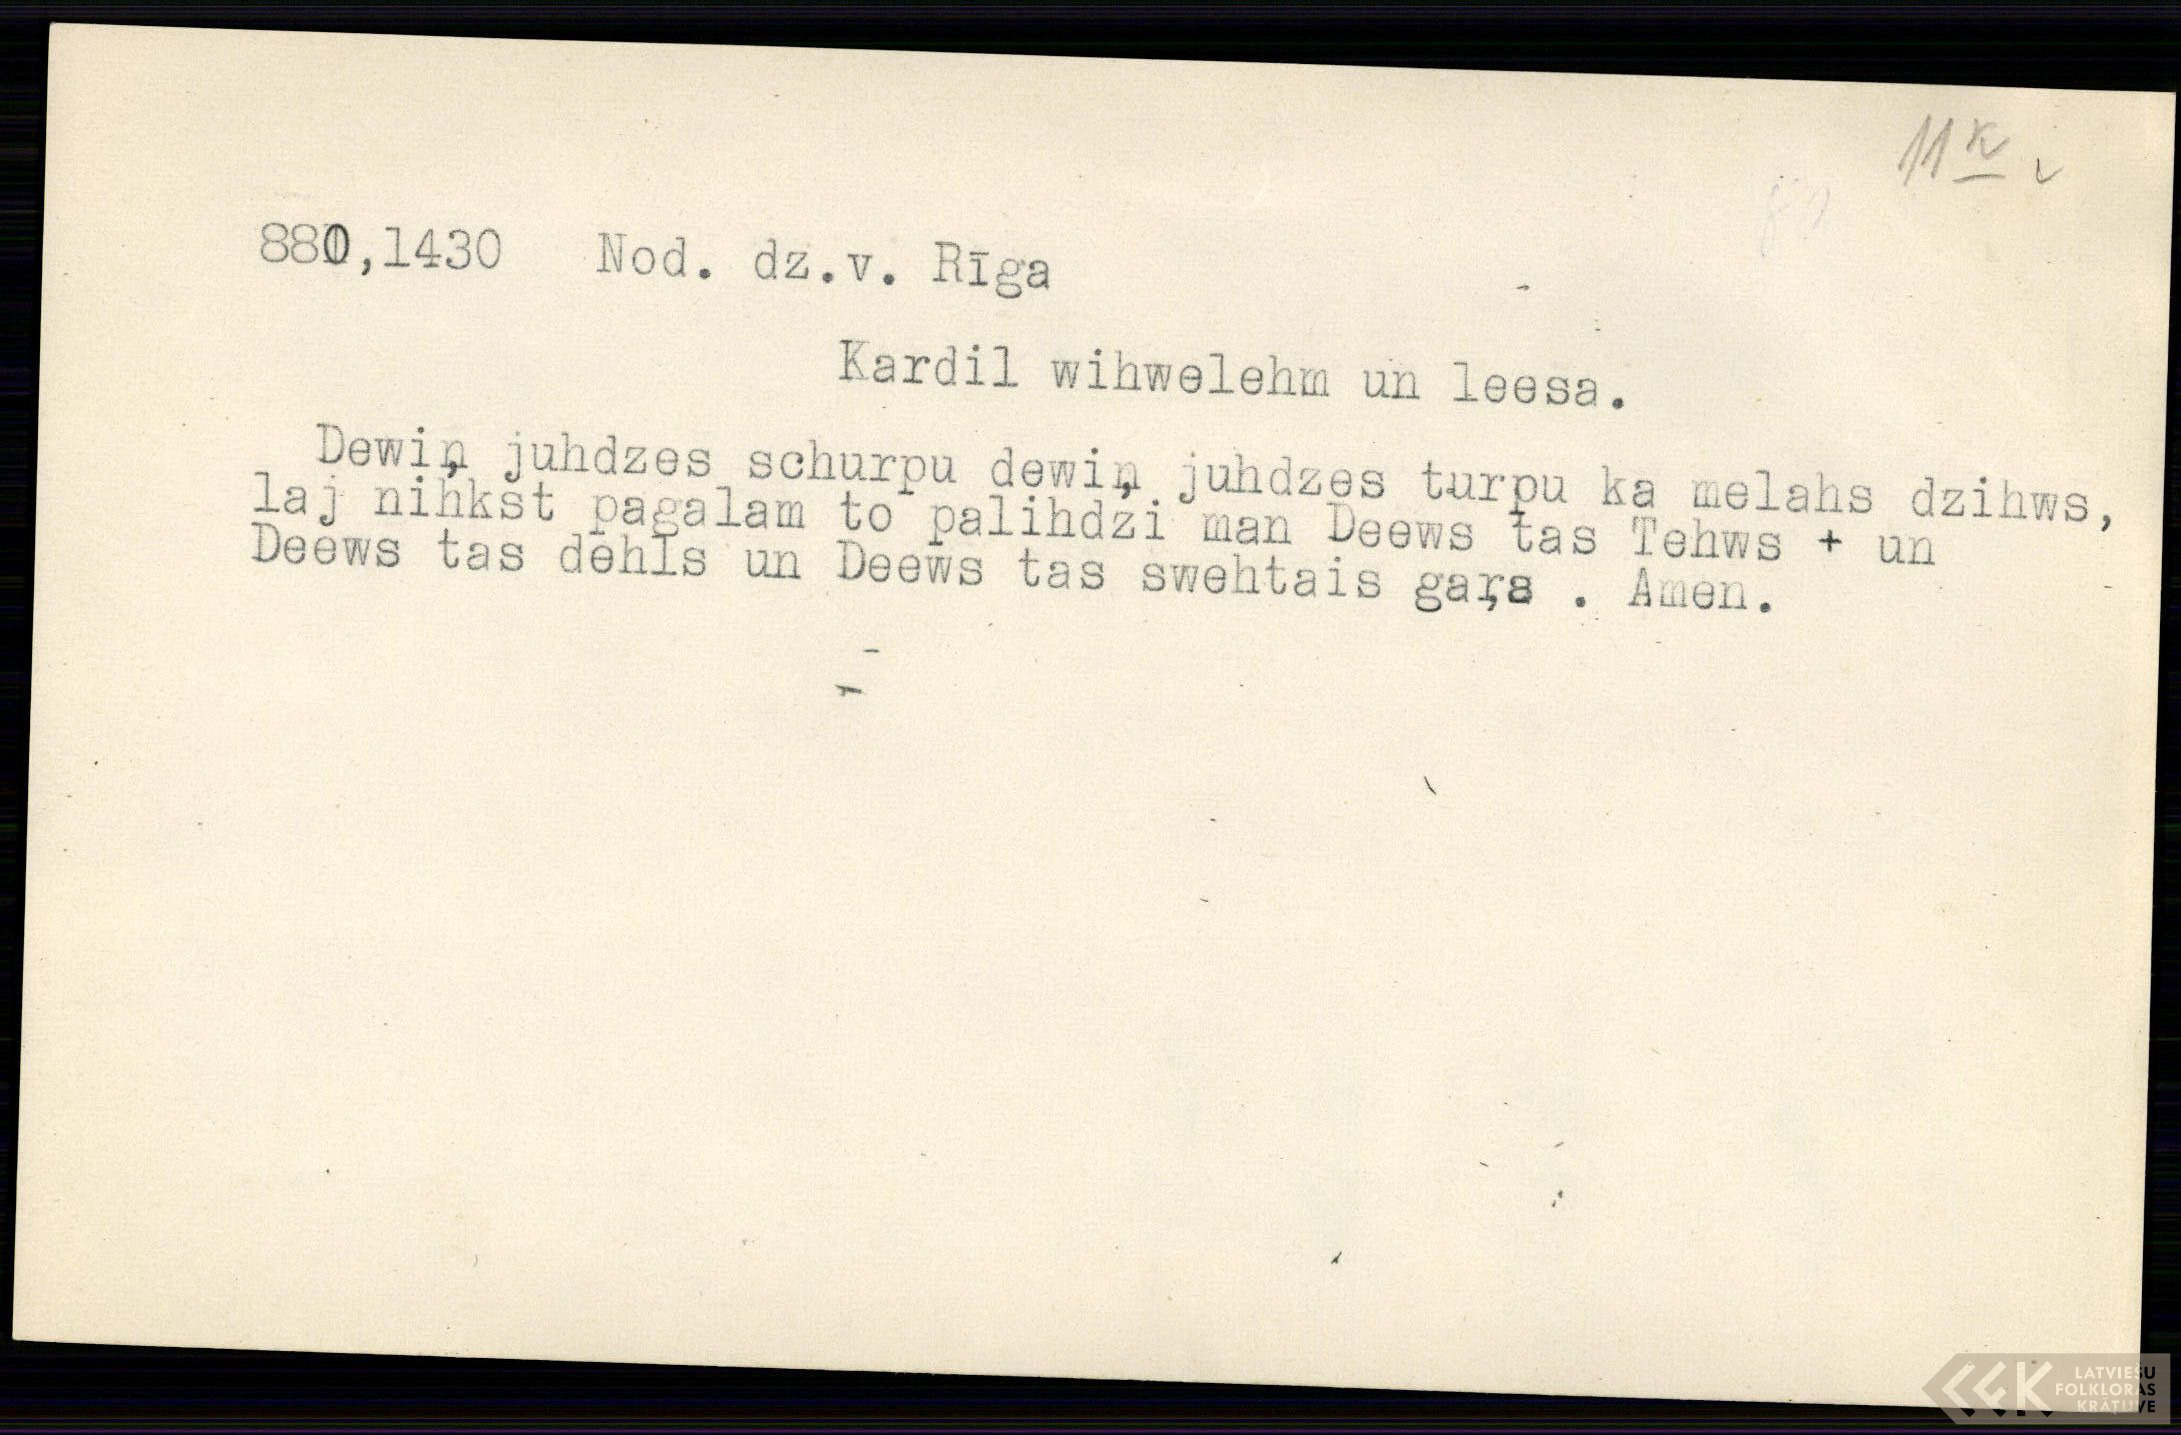 11 k v
880,1430 Nod. dz.v. Rīga
Kardil wihwelehm un leesa.
Dewiņ juhdzes schurpu dewiņ juhdzes turpu ka melahs dzihws,
laj nihkst pagalam to palihdzi man Deews tas Tehws + un
Deews tas dehls un Deews tas swehtais gaŗs . Amen.
LFK LATVIEŠU
FOLKLORAS
KRĀTUVE